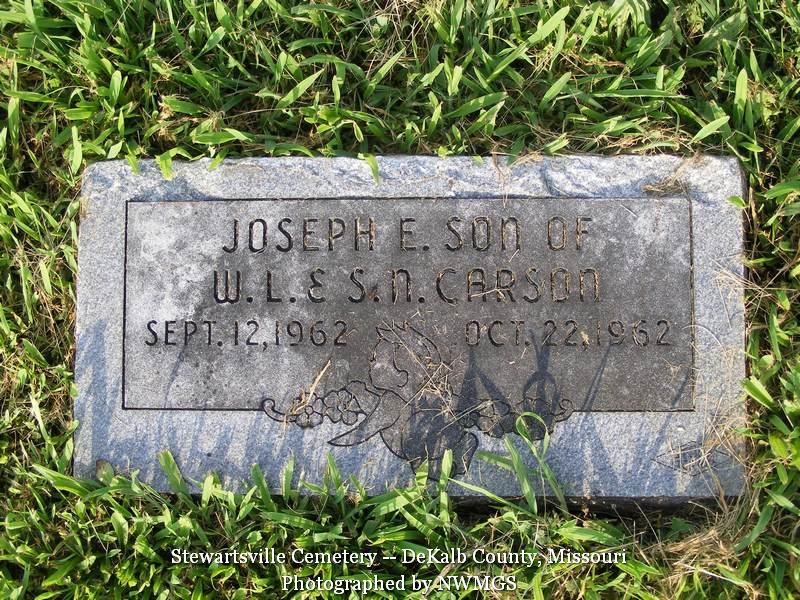 JOSEPH E. SON OF
W. L. & S. N. CARSON
SEPT. 12, 1962 OCT. 22, 1962
Stewartsville Cemetery -- DeKalb County, Missouri
Photographed by NWMGS